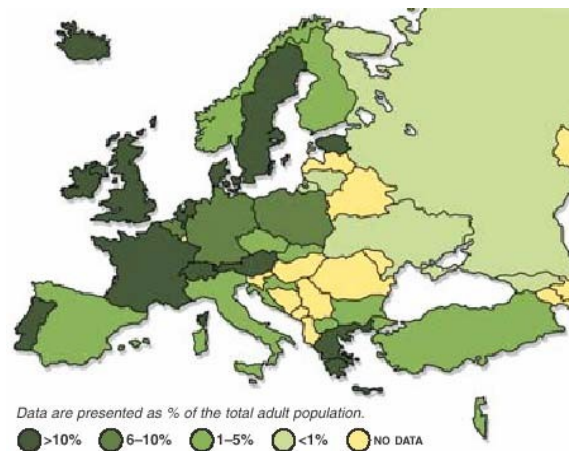 Data are presented as % of the total adult population.
>10% 6–10% 1–5% <1% NO DATA